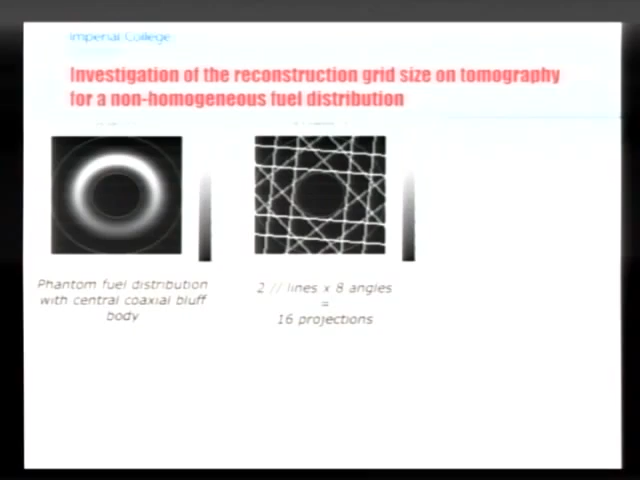 Imperial College
Investigation of the reconstruction grid size on tomography
for a non-homogeneous fuel distribution
Phantom fuel distribution
with central coaxial bluff
body
2 // lines x 8 angles
=
16 projections